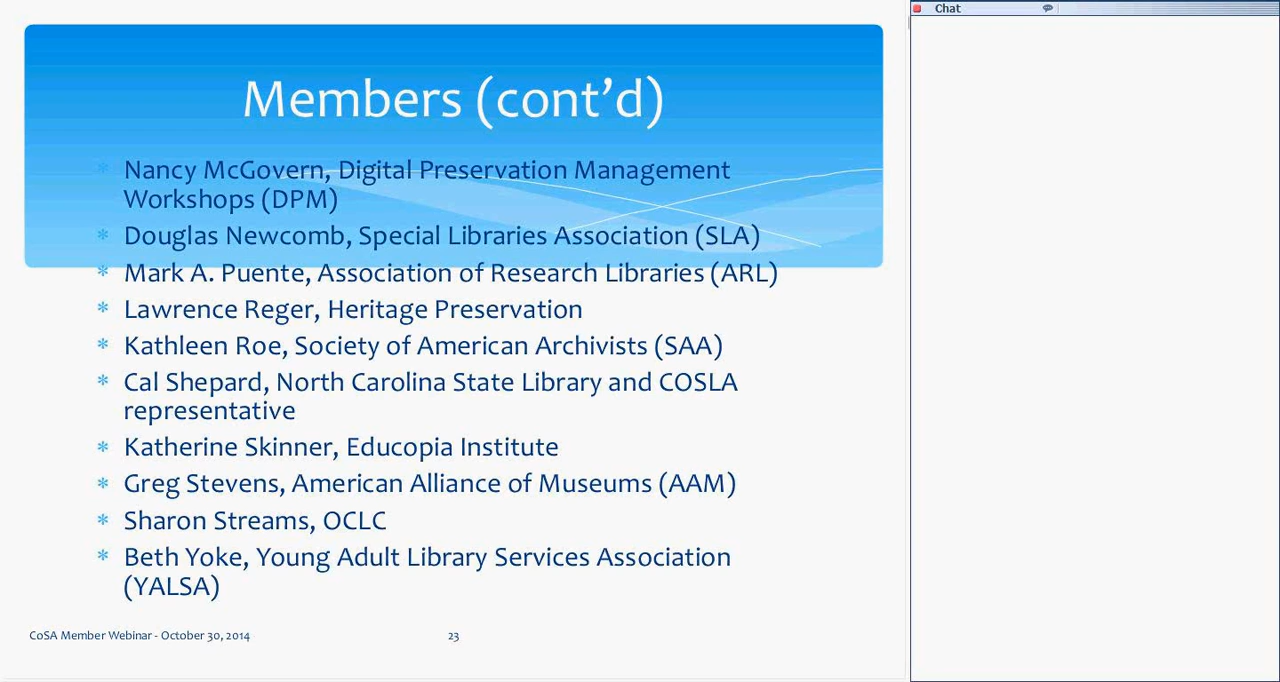 Chat
Members (cont’d)
* Nancy McGovern, Digital Preservation Management
Workshops (DPM)
* Douglas Newcomb, Special Libraries Association (SLA)
* Mark A. Puente, Association of Research Libraries (ARL)
* Lawrence Reger, Heritage Preservation
* Kathleen Roe, Society of American Archivists (SAA)
* Cal Shepard, North Carolina State Library and COSLA
representative
* Katherine Skinner, Educopia Institute
* Greg Stevens, American Alliance of Museums (AAM)
* Sharon Streams, OCLC
* Beth Yoke, Young Adult Library Services Association
(YALSA)
CoSA Member Webinar - October 30, 2014
23